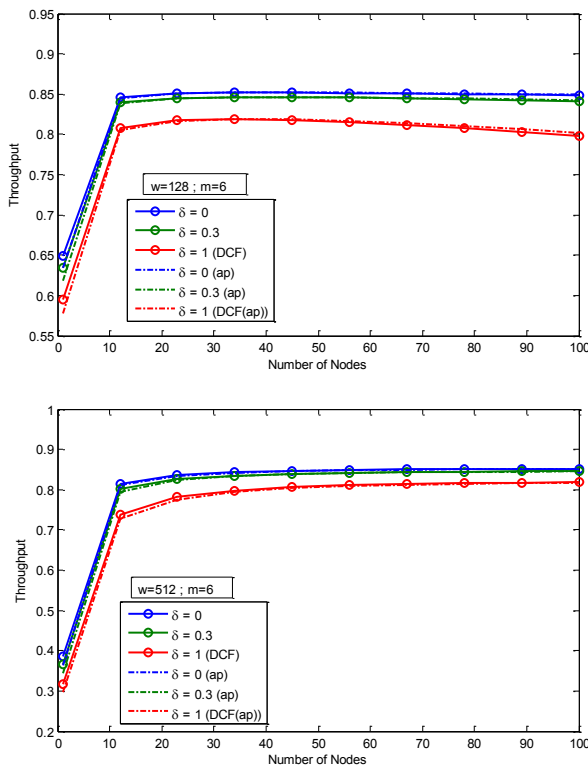 0.95
0.9
0.85
0.8
0.75
0.7
0.65
0.6
0.55
Throughput
w=128 ; m=6
δ = 0
δ = 0.3
δ = 1 (DCF)
δ = 0 (ap)
δ = 0.3 (ap)
δ = 1 (DCF(ap))
0 10 20 30 40 50 60 70 80 90 100
Number of Nodes
1
0.9
0.8
0.7
0.6
0.5
0.4
0.3
0.2
Throughput
w=512 ; m=6
δ = 0
δ = 0.3
δ = 1 (DCF)
δ = 0 (ap)
δ = 0.3 (ap)
δ = 1 (DCF(ap))
0 10 20 30 40 50 60 70 80 90 100
Number of Nodes